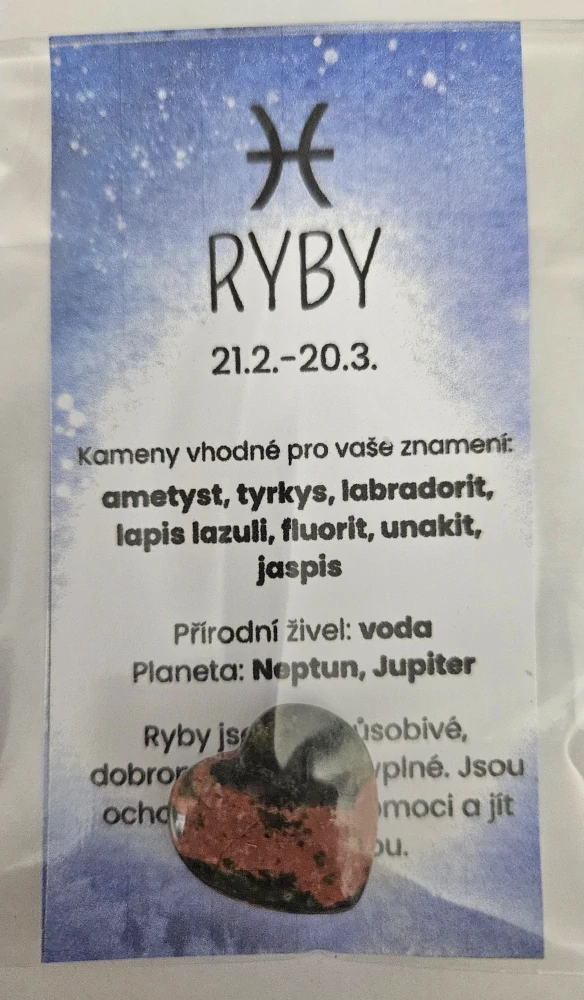 RYBY
21.2.-20.3.
Kameny vhodné pro vaše znamení:
ametyst, tyrkys, labradorit,
lapis lazuli, fluorit, unakit,
jaspis
Přírodní živel: voda
Planeta: Neptun, Jupiter
Ryby
Jsou
a jít